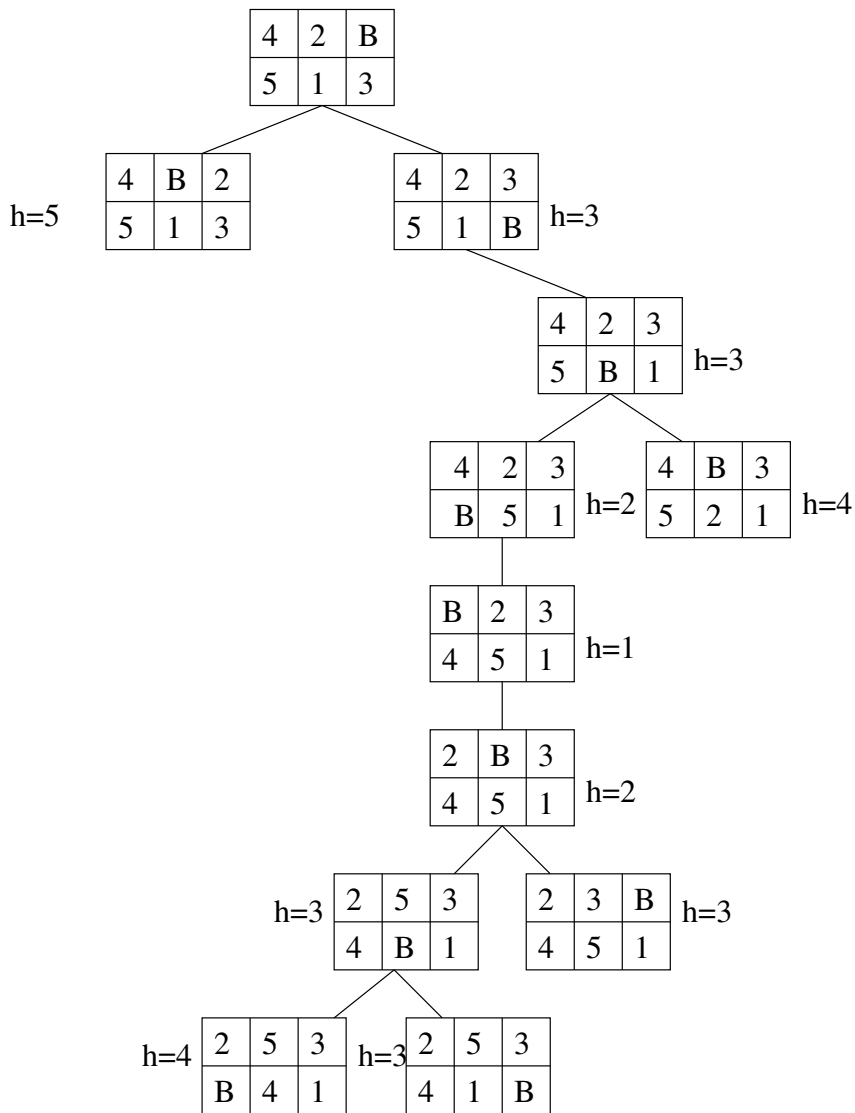 4 2 B
5 1 3
4 B 2
h=5 5 1 3
4 2 3
5 1 B h=3
4 2 3
5 B 1 h=3
4 2 3
B 5 1 h=2
4 B 3
5 2 1 h=4
B 2 3
4 5 1 h=1
2 B 3
4 5 1 h=2
h=3 2 5 3
4 B 1
2 3 B h=3
4 5 1
h=4 2 5 3
B 4 1
h=3 2 5 3
4 1 B